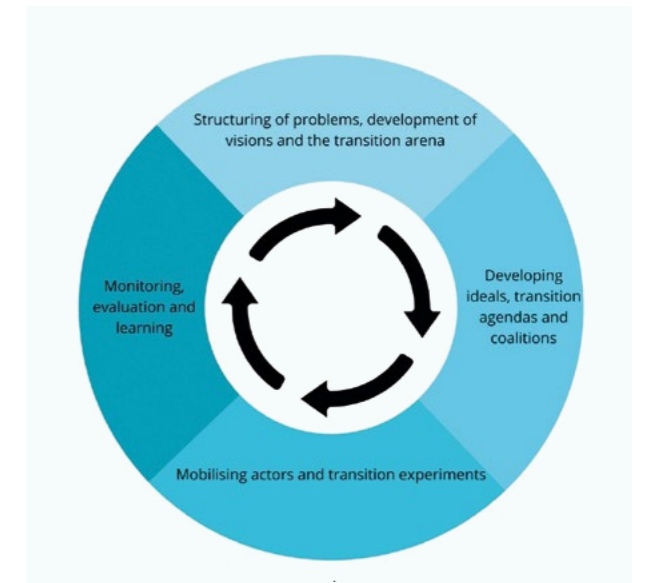 Structuring of problems, development of
visions and the transition arena
Developing
ideals, transition
agendas and
coalitions
Mobilising actors and transition experiments
Monitoring,
evaluation and
learning